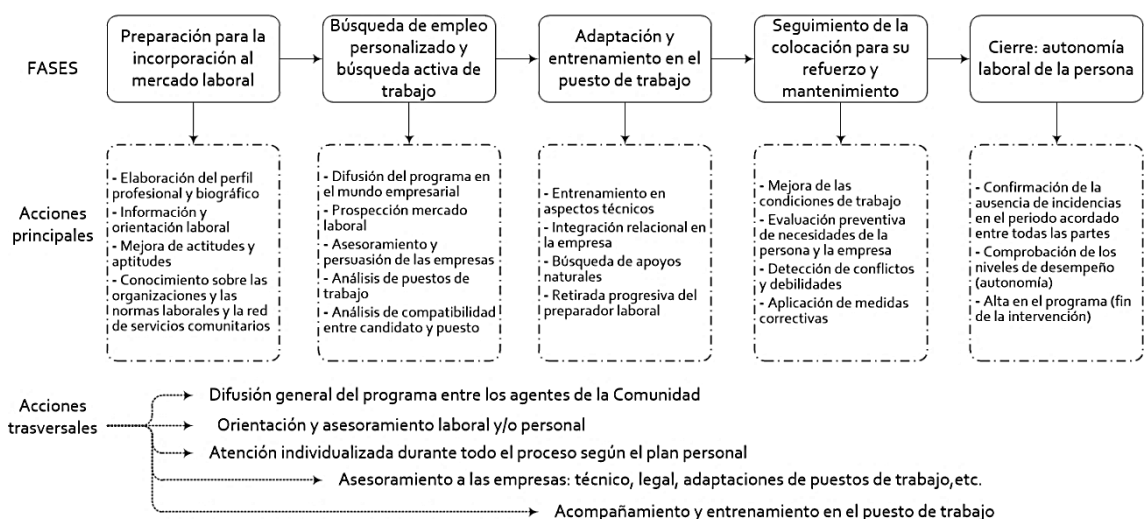 FASES
Preparación para la
incorporación al
mercado laboral
Búsqueda de empleo
personalizado y
búsqueda activa de
trabajo
Adaptación y
entrenamiento en el
puesto de trabajo
Seguimiento de la
colocación para su
refuerzo y
mantenimiento
Cierre: autonomía
laboral de la persona
Acciones
principales
- Elaboración del perfil
profesional y biográfico
- Información y
orientación laboral
- Mejora de actitudes y
aptitudes
- Conocimiento sobre las
organizaciones y las
normas laborales y la red
de servicios comunitarios
- Difusión del programa en
el mundo empresarial
- Prospección mercado
laboral
- Asesoramiento y
persuasión de las empresas
- Análisis de puestos de
trabajo
- Análisis de compatibilidad
entre candidato y puesto
- Entrenamiento en
aspectos técnicos
- Integración relacional en
la empresa
- Búsqueda de apoyos
naturales
- Retirada progresiva del
preparador laboral
- Mejora de las
condiciones de trabajo
- Evaluación preventiva
de necesidades de la
persona y la empresa
- Detección de conflictos
y debilidades
- Aplicación de medidas
correctivas
- Confirmación de la
ausencia de incidencias
en el periodo acordado
entre todas las partes
- Comprobación de los
niveles de desempeño
(autonomía)
- Alta en el programa (fin
de la intervención)
Acciones
trasversales
Difusión general del programa entre los agentes de la Comunidad
Orientación y asesoramiento laboral y/o personal
Atención individualizada durante todo el proceso según el plan personal
Asesoramiento a las empresas: técnico, legal, adaptaciones de puestos de trabajo,etc.
Acompañamiento y entrenamiento en el puesto de trabajo